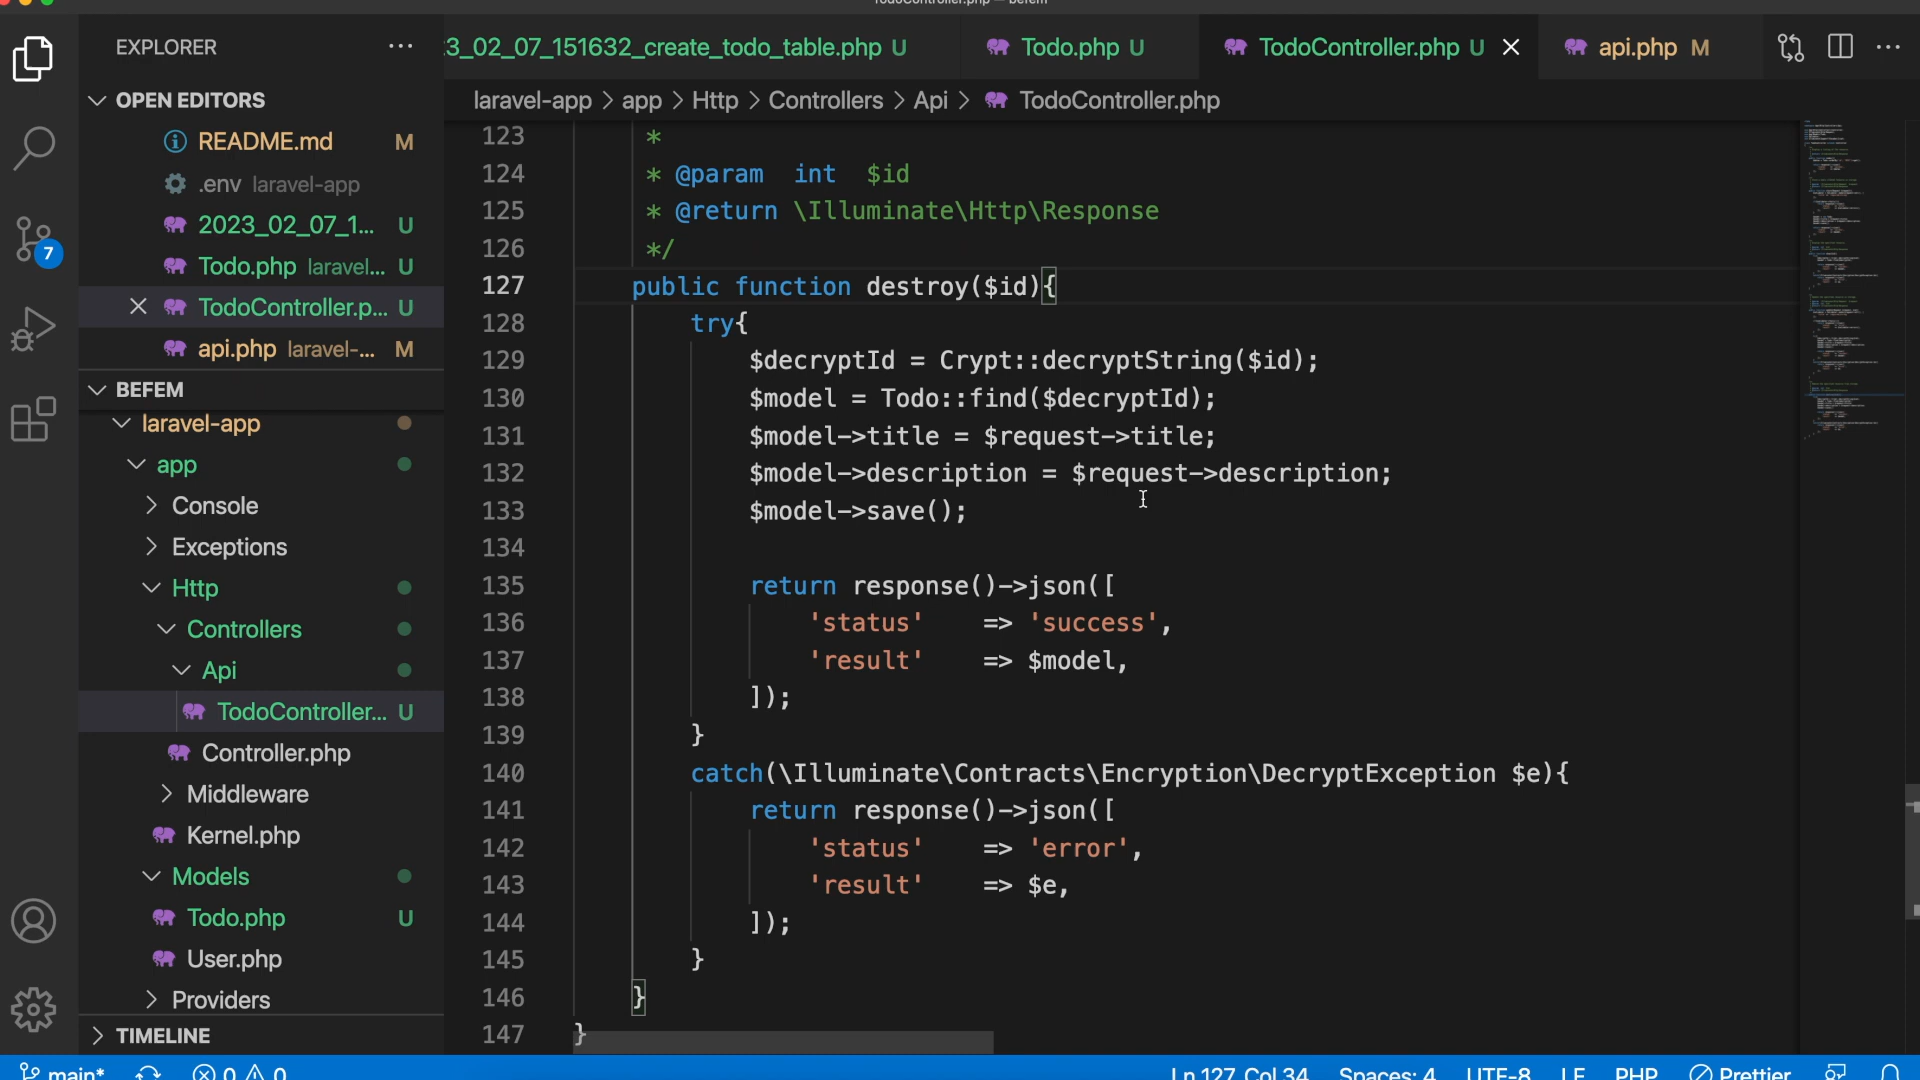 TodoController.php — befem
EXPLORER
3_02_07_151632_create_todo_table.php U
Todo.php U
TodoController.php U
api.php M
OPEN EDITORS
laravel-app > app > Http > Controllers > Api > TodoController.php
README.md M
.env laravel-app
2023_02_07_1... U
Todo.php laravel... U
TodoController.p... U
api.php laravel-... M
7
BEFEM
laravel-app
app
Console
Exceptions
Http
Controllers
Api
TodoController... U
Controller.php
Middleware
Kernel.php
Models
Todo.php U
User.php
Providers
TIMELINE
123 *
124 * @param  int  $id
125 * @return \Illuminate\Http\Response
126 */
127 public function destroy($id){
128 try{
129 $decryptId = Crypt::decryptString($id);
130 $model = Todo::find($decryptId);
131 $model->title = $request->title;
132 $model->description = $request->description;
133 $model->save();
134
135 return response()->json([
136 'status'    => 'success',
137 'result'    => $model,
138 ]);
139 }
140 catch(\Illuminate\Contracts\Encryption\DecryptException $e){
141 return response()->json([
142 'status'    => 'error',
143 'result'    => $e,
144 ]);
145 }
146 }
147 }
main* 0 0 Ln 127, Col 34 Spaces: 4 UTF-8 LF PHP Prettier